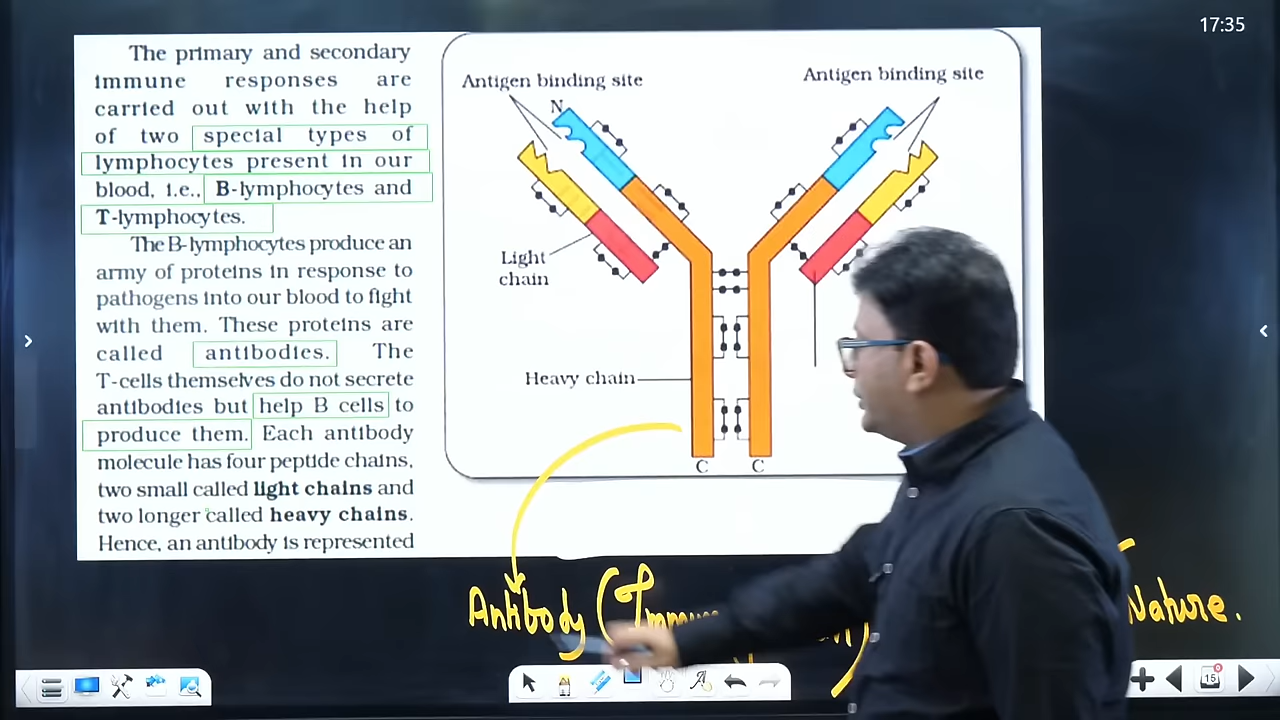 17:35
The primary and secondary
immune responses are
carried out with the help
of two special types of
lymphocytes present in our
blood, i.e., B-lymphocytes and
T-lymphocytes.
The B-lymphocytes produce an
army of proteins in response to
pathogens into our blood to fight
with them. These proteins are
called antibodies. The
T-cells themselves do not secrete
antibodies but help B cells to
produce them. Each antibody
molecule has four peptide chains,
two small called light chains and
two longer called heavy chains.
Hence, an antibody is represented
Antigen binding site
Antigen binding site
N
Light
chain
Heavy chain
C C
Antibody
Nature.
15